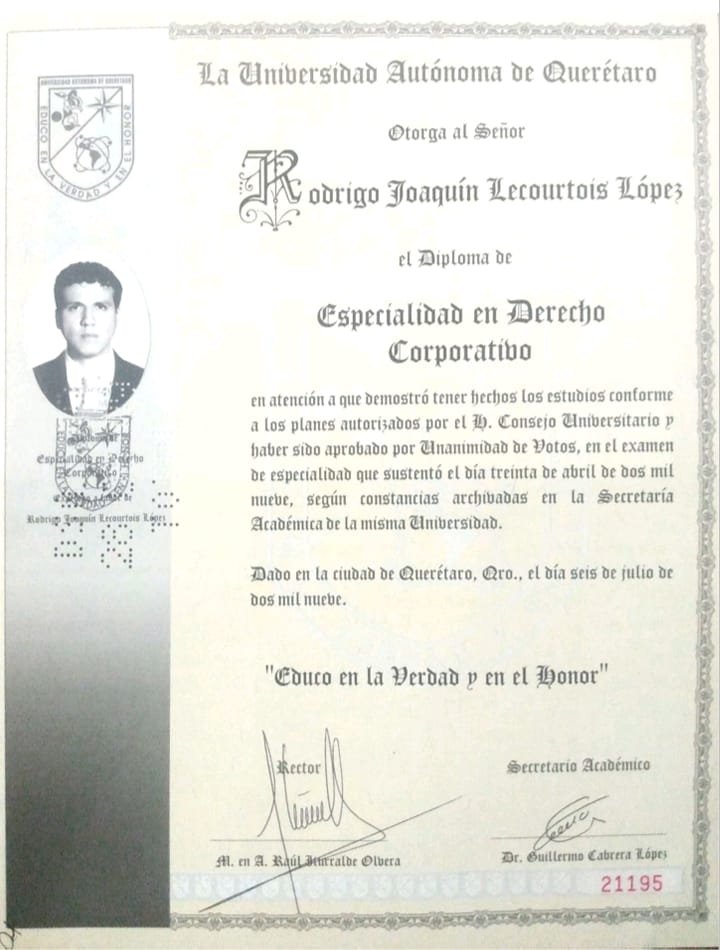 UNIVERSIDAD AUTONOMA DE QUERETARO
EDUCO EN LA VERDAD Y EN EL HONOR
La Universidad Autónoma de Querétaro
Otorga al Señor
Rodrigo Joaquín Lecourtois López
el Diploma de
Especialidad en Derecho
Corporativo
en atención a que demostró tener hechos los estudios conforme
a los planes autorizados por el H. Consejo Universitario y
haber sido aprobado por Unanimidad de Votos, en el examen
de especialidad que sustentó el día treinta de abril de dos mil
nueve, según constancias archivadas en la Secretaría
Académica de la misma Universidad.
Dado en la ciudad de Querétaro, Qro., el día seis de julio de
dos mil nueve.
"Educo en la Verdad y en el Honor"
Rector
Secretario Académico
M. en A. Raúl Iturralde Olvera
Dr. Guillermo Cabrera López
21195
Especialidad en Derecho
Corporativo
Rodrigo Joaquín Lecourtois López